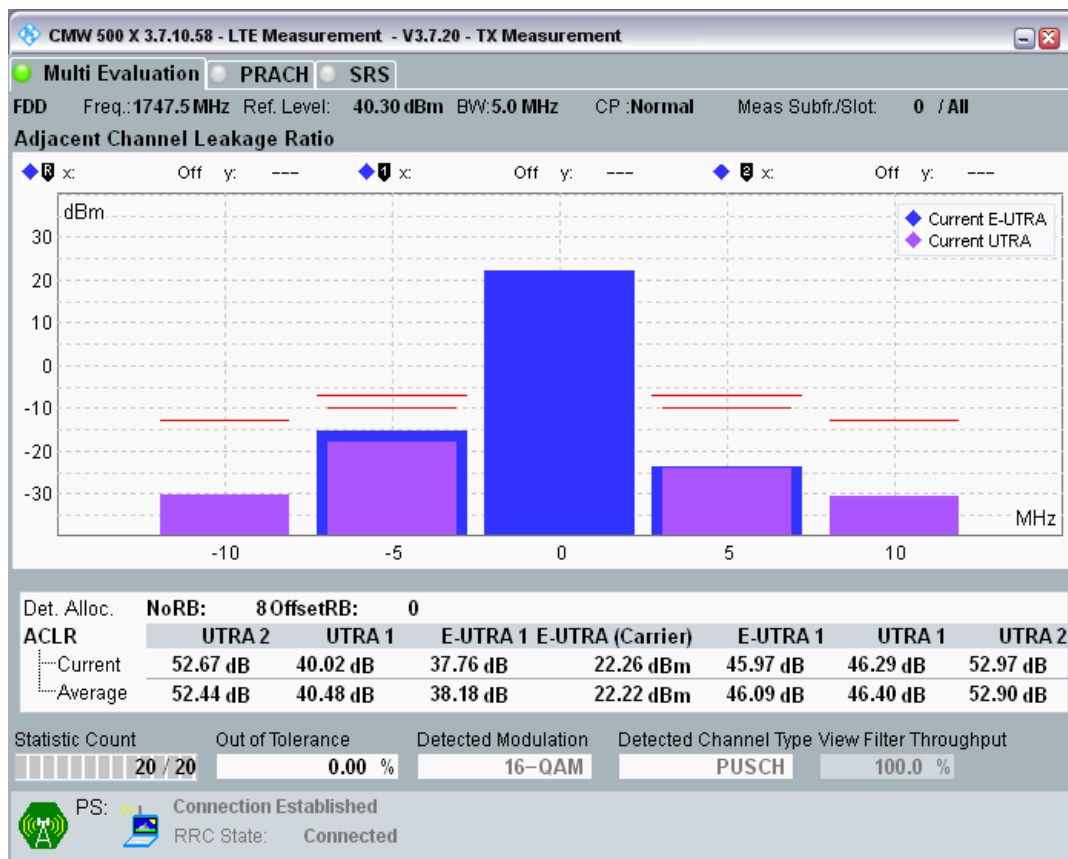 CMW 500 X 3.7.10.58 - LTE Measurement - V3.7.20 - TX Measurement
Multi Evaluation PRACH SRS
FDD Freq.:1747.5 MHz Ref. Level: 40.30 dBm BW:5.0 MHz CP :Normal Meas Subfr./Slot: 0 / All
Adjacent Channel Leakage Ratio
R x: Off y: --- 1 x: Off y: --- 2 x: Off y: ---
dBm
Current E-UTRA
Current UTRA
30
20
10
0
-10
-20
-30
MHz
-10 -5 0 5 10
Det. Alloc. NoRB: 8 OffsetRB: 0
ACLR UTRA 2 UTRA 1 E-UTRA 1 E-UTRA (Carrier) E-UTRA 1 UTRA 1 UTRA 2
Current 52.67 dB 40.02 dB 37.76 dB 22.26 dBm 45.97 dB 46.29 dB 52.97 dB
Average 52.44 dB 40.48 dB 38.18 dB 22.22 dBm 46.09 dB 46.40 dB 52.90 dB
Statistic Count Out of Tolerance Detected Modulation Detected Channel Type View Filter Throughput
20 / 20 0.00 % 16-QAM PUSCH 100.0 %
PS: Connection Established
RRC State: Connected